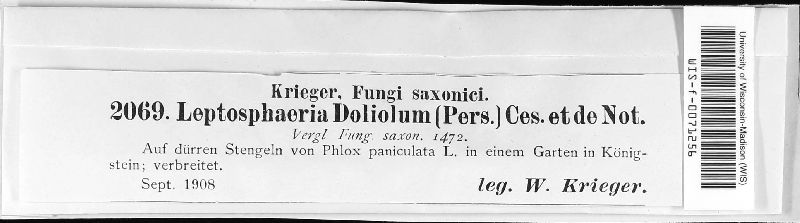 Krieger, Fungi saxonici.
2069. Leptosphaeria Doliolum (Pers.) Ces. et de Not.
Vergl Fung. saxon. 1472.
Auf dürren Stengeln von Phlox paniculata L. in einem Garten in König-
stein; verbreitet.
Sept. 1908
leg. W. Krieger.
University of Wisconsin-Madison (WIS)
WIS-f-0071256